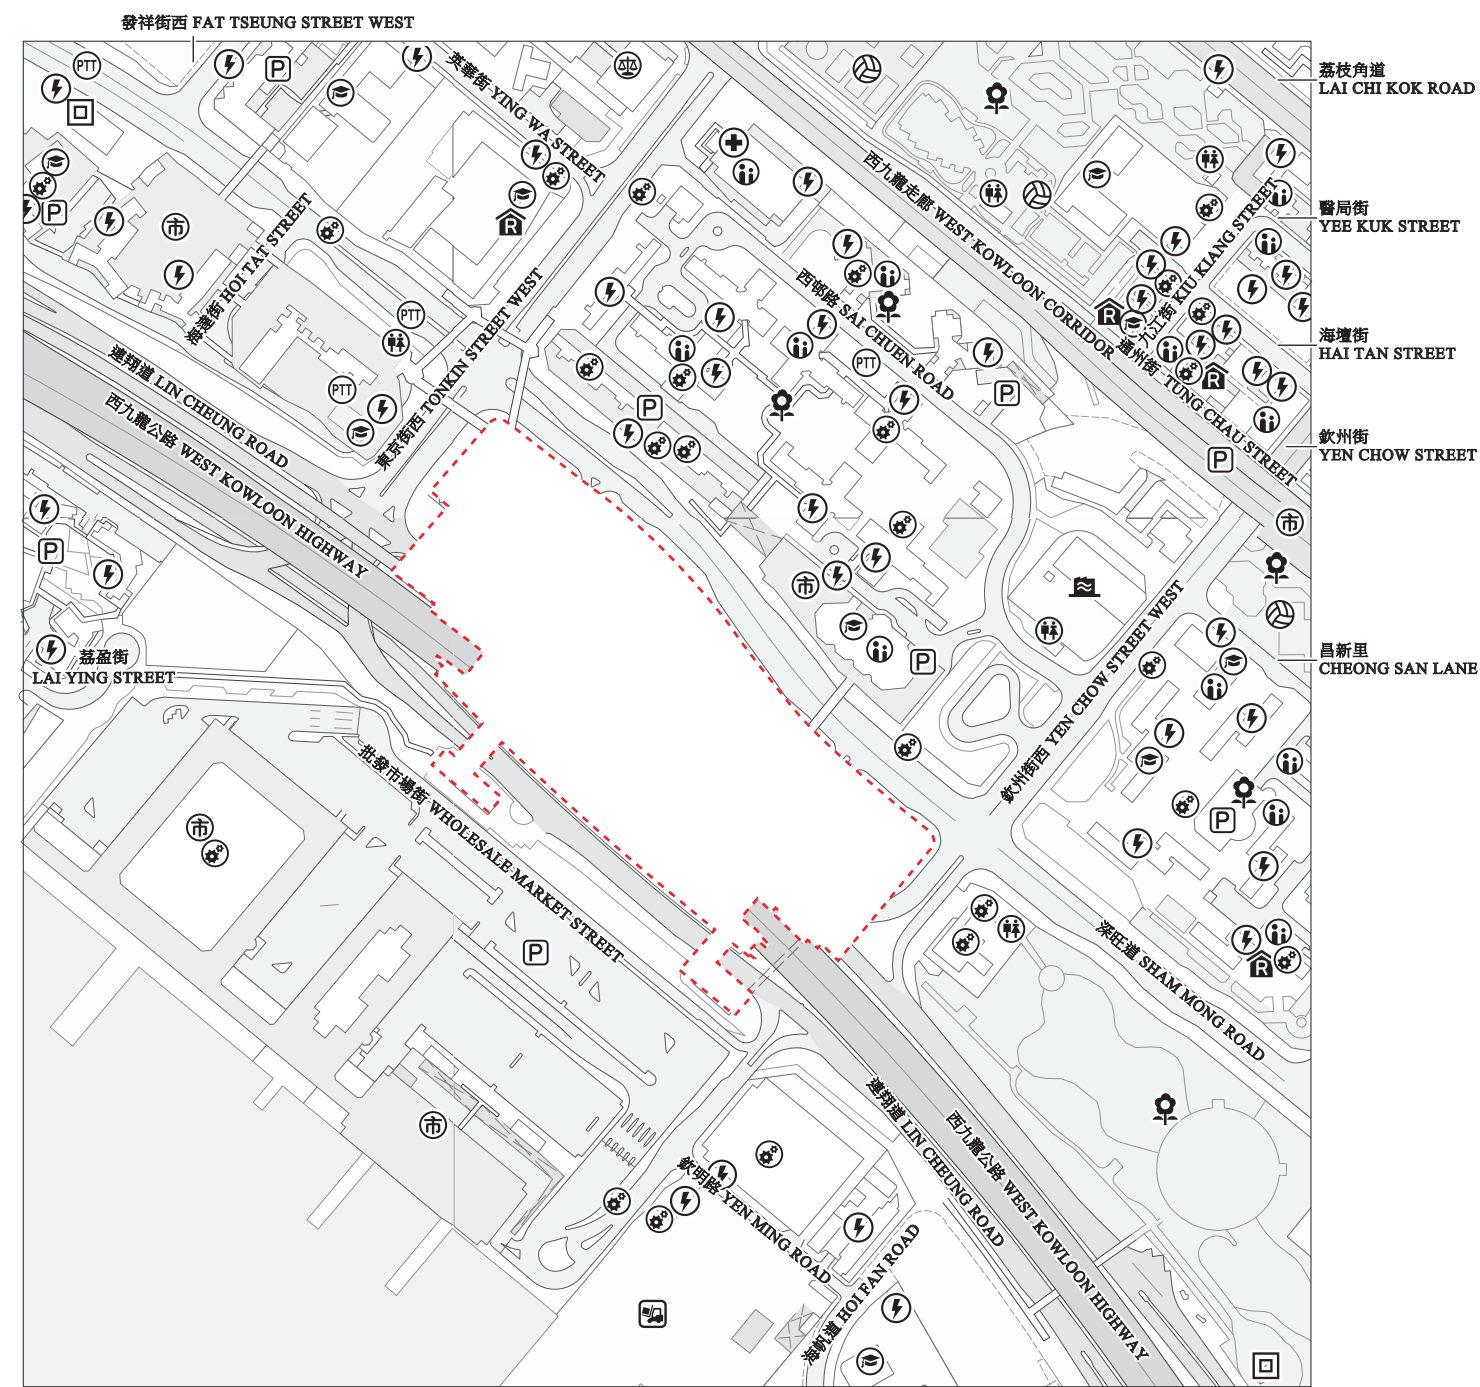 發祥街西 FAT TSEUNG STREET WEST
荔枝角道
LAI CHI KOK ROAD
英華街 YING WA STREET
PTT
P
西九龍走廊 WEST KOWLOON CORRIDOR
醫局街
YEE KUK STREET
海達街 HOI TAT STREET
P
市
R
九江街 KIU KIANG STREET
西邨路 SAI CHUEN ROAD
東京街西 TONKIN STREET WEST
PTT
R
海壇街
HAI TAN STREET
連翔道 LIN CHEUNG ROAD
PTT
PTT
P
R
通州街 TUNG CHAU STREET
西九龍公路 WEST KOWLOON HIGHWAY
P
欽州街
YEN CHOW STREET
P
市
P
市
荔盈街
LAI YING STREET
P
昌新里
CHEONG SAN LANE
欽州街西 YEN CHOW STREET WEST
批發市場街 WHOLESALE MARKET STREET
市
P
P
R
深旺道 SHAM MONG ROAD
市
連翔道 LIN CHEUNG ROAD
西九龍公路 WEST KOWLOON HIGHWAY
欽明路 YEN MING ROAD
海帆道 HOI FAN ROAD